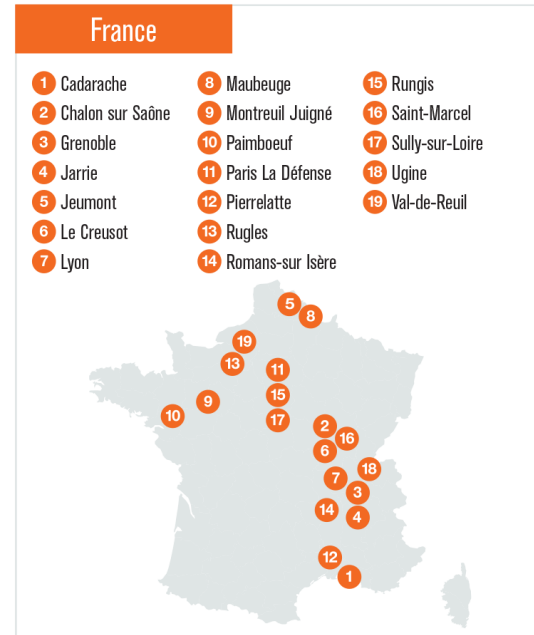 France
1 Cadarache
2 Chalon sur Saône
3 Grenoble
4 Jarrie
5 Jeumont
6 Le Creusot
7 Lyon
8 Maubeuge
9 Montreuil Juigné
10 Paimboeuf
11 Paris La Défense
12 Pierrelatte
13 Rugles
14 Romans-sur Isère
15 Rungis
16 Saint-Marcel
17 Sully-sur-Loire
18 Ugine
19 Val-de-Reuil
5
8
19
13
11
15
9
10
17
2
16
6
18
7
3
14
4
12
1